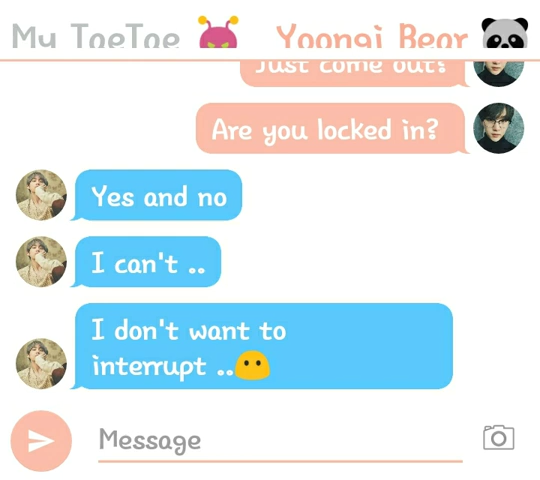 My ToeToe Yoongi Bear
Just come out!
Are you locked in?
Yes and no
I can't ..
I don't want to
interrupt ..😶
Message